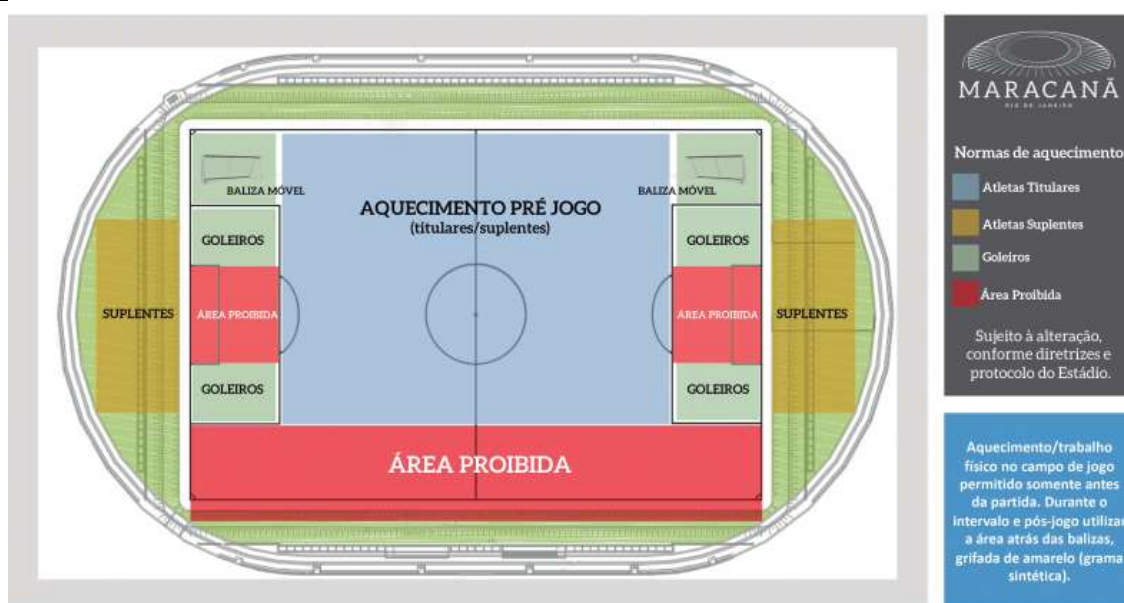 BALIZA MÓVEL
BALIZA MÓVEL
AQUECIMENTO PRÉ JOGO
(titulares/suplentes)
GOLEIROS
GOLEIROS
SUPLENTES
ÁREA PROIBIDA
ÁREA PROIBIDA
SUPLENTES
GOLEIROS
GOLEIROS
ÁREA PROIBIDA
MARACANÃ
RIO DE JANEIRO
Normas de aquecimento
Atletas Titulares
Atletas Suplentes
Goleiros
Área Proibida
Sujeito à alteração,
conforme diretrizes e
protocolo do Estádio.
Aquecimento/trabalho
físico no campo de jogo
permitido somente antes
da partida. Durante o
intervalo e pós-jogo utilizar
a área atrás das balizas,
grifada de amarelo (grama
sintética).